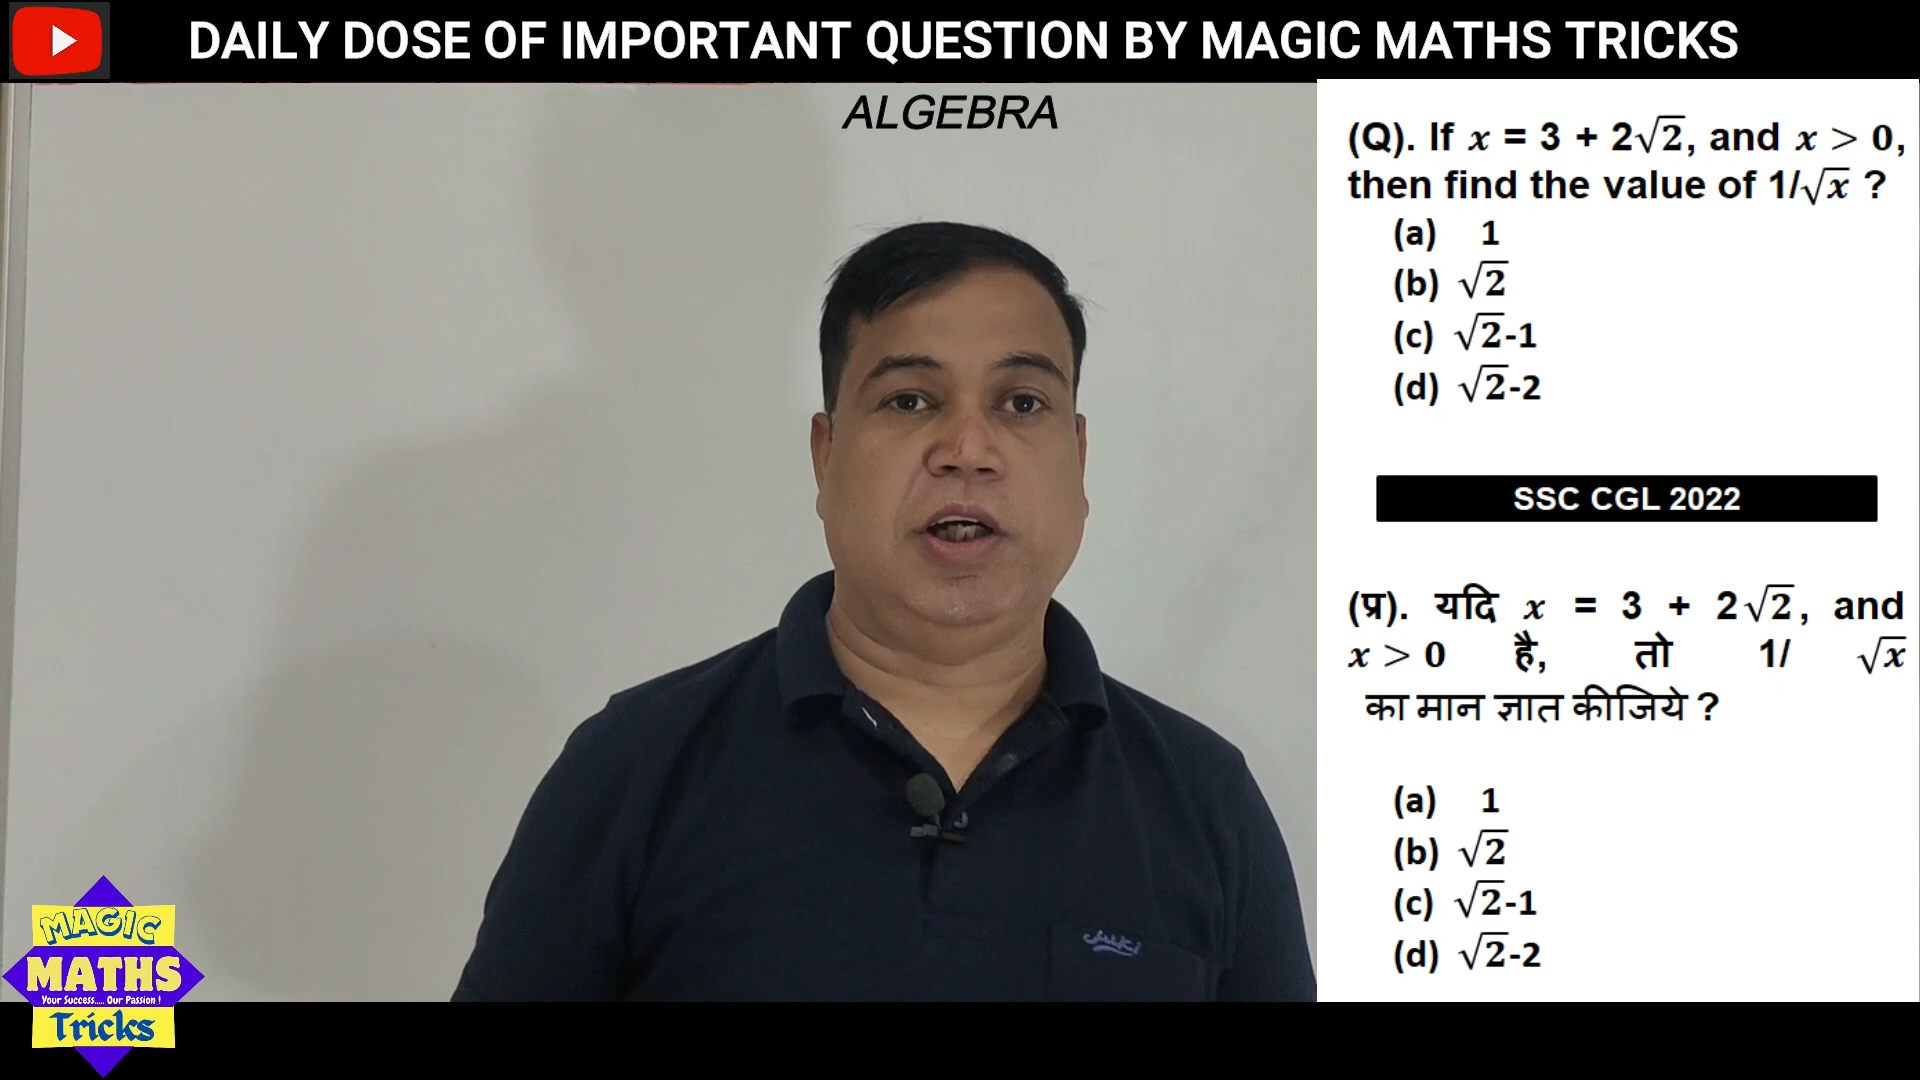 DAILY DOSE OF IMPORTANT QUESTION BY MAGIC MATHS TRICKS
ALGEBRA
(Q). If x = 3 + 2√2, and x > 0,
then find the value of 1/√x ?
(a) 1
(b) √2
(c) √2-1
(d) √2-2
SSC CGL 2022
(प्र). यदि x = 3 + 2√2, and
x > 0 है, तो 1/ √x
का मान ज्ञात कीजिये ?
(a) 1
(b) √2
(c) √2-1
(d) √2-2
MAGIC
MATHS
Your Success..... Our Passion !
Tricks